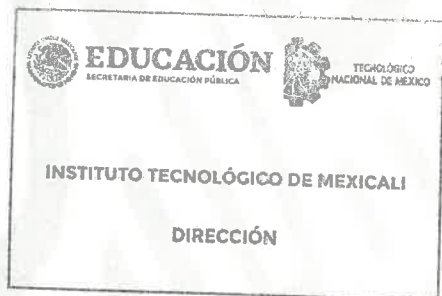 EDUCACIÓN
SECRETARÍA DE EDUCACIÓN PÚBLICA
TECNOLÓGICO
NACIONAL DE MÉXICO
INSTITUTO TECNOLÓGICO DE MEXICALI
DIRECCIÓN